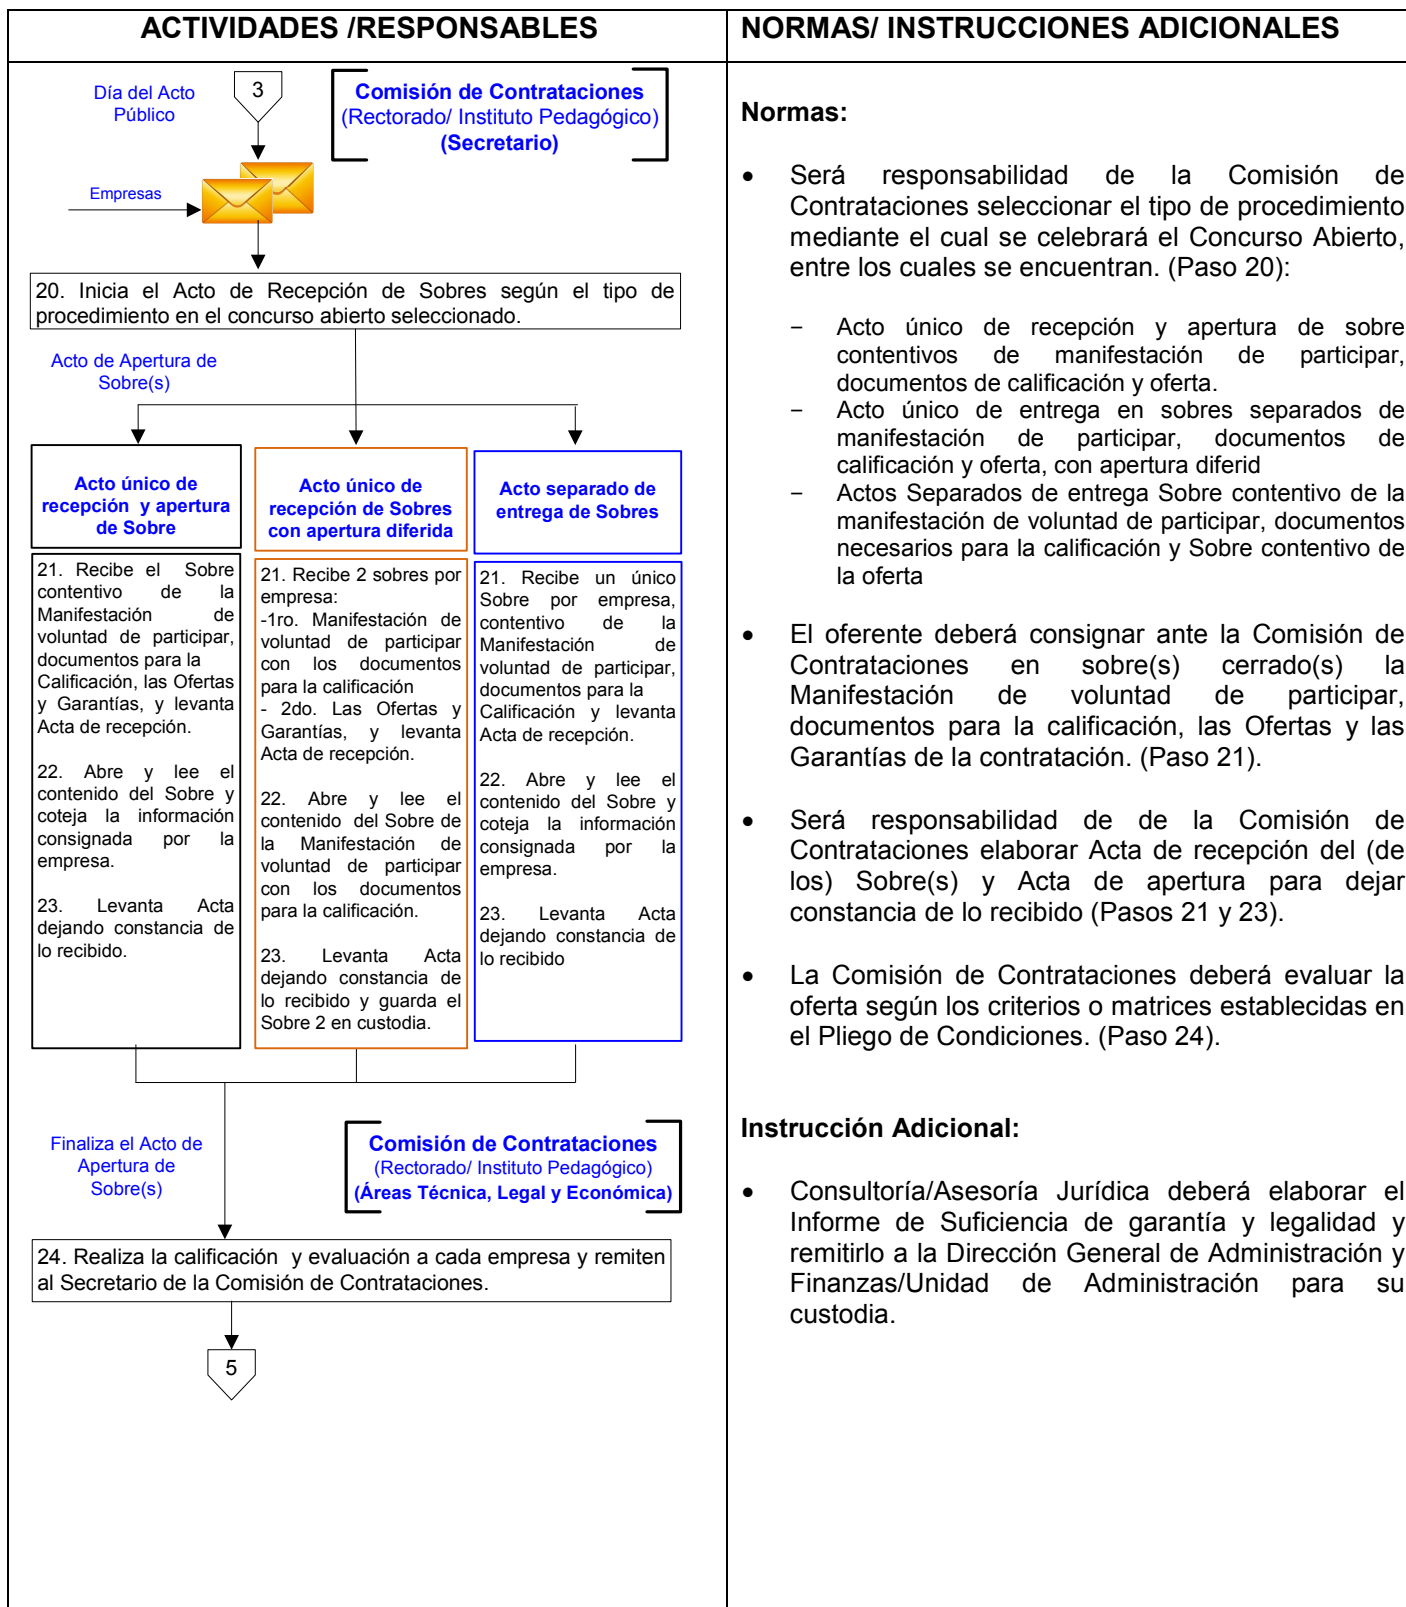 ACTIVIDADES /RESPONSABLES
NORMAS/ INSTRUCCIONES ADICIONALES
Día del Acto
Público
3
Comisión de Contrataciones
(Rectorado/ Instituto Pedagógico)
(Secretario)
Empresas
20. Inicia el Acto de Recepción de Sobres según el tipo de
procedimiento en el concurso abierto seleccionado.
Acto de Apertura de
Sobre(s)
Acto único de
recepción y apertura
de Sobre
21. Recibe el Sobre
contentivo de la
Manifestación de
voluntad de participar,
documentos para la
Calificación, las Ofertas
y Garantías, y levanta
Acta de recepción.
22. Abre y lee el
contenido del Sobre y
coteja la información
consignada por la
empresa.
23. Levanta Acta
dejando constancia de
lo recibido.
Acto único de
recepción de Sobres
con apertura diferida
21. Recibe 2 sobres por
empresa:
-1ro. Manifestación de
voluntad de participar
con los documentos
para la calificación
- 2do. Las Ofertas y
Garantías, y levanta
Acta de recepción.
22. Abre y lee el
contenido del Sobre de
la Manifestación de
voluntad de participar
con los documentos
para la calificación.
23. Levanta Acta
dejando constancia de
lo recibido y guarda el
Sobre 2 en custodia.
Acto separado de
entrega de Sobres
21. Recibe un único
Sobre por empresa,
contentivo de la
Manifestación de
voluntad de participar,
documentos para la
Calificación y levanta
Acta de recepción.
22. Abre y lee el
contenido del Sobre y
coteja la información
consignada por la
empresa.
23. Levanta Acta
dejando constancia de
lo recibido
Finaliza el Acto de
Apertura de
Sobre(s)
Comisión de Contrataciones
(Rectorado/ Instituto Pedagógico)
(Áreas Técnica, Legal y Económica)
24. Realiza la calificación y evaluación a cada empresa y remiten
al Secretario de la Comisión de Contrataciones.
5
Normas:
• Será responsabilidad de la Comisión de
Contrataciones seleccionar el tipo de procedimiento
mediante el cual se celebrará el Concurso Abierto,
entre los cuales se encuentran. (Paso 20):
− Acto único de recepción y apertura de sobre
contentivos de manifestación de participar,
documentos de calificación y oferta.
− Acto único de entrega en sobres separados de
manifestación de participar, documentos de
calificación y oferta, con apertura diferid
− Actos Separados de entrega Sobre contentivo de la
manifestación de voluntad de participar, documentos
necesarios para la calificación y Sobre contentivo de
la oferta
• El oferente deberá consignar ante la Comisión de
Contrataciones en sobre(s) cerrado(s) la
Manifestación de voluntad de participar,
documentos para la calificación, las Ofertas y las
Garantías de la contratación. (Paso 21).
• Será responsabilidad de de la Comisión de
Contrataciones elaborar Acta de recepción del (de
los) Sobre(s) y Acta de apertura para dejar
constancia de lo recibido (Pasos 21 y 23).
• La Comisión de Contrataciones deberá evaluar la
oferta según los criterios o matrices establecidas en
el Pliego de Condiciones. (Paso 24).
Instrucción Adicional:
• Consultoría/Asesoría Jurídica deberá elaborar el
Informe de Suficiencia de garantía y legalidad y
remitirlo a la Dirección General de Administración y
Finanzas/Unidad de Administración para su
custodia.